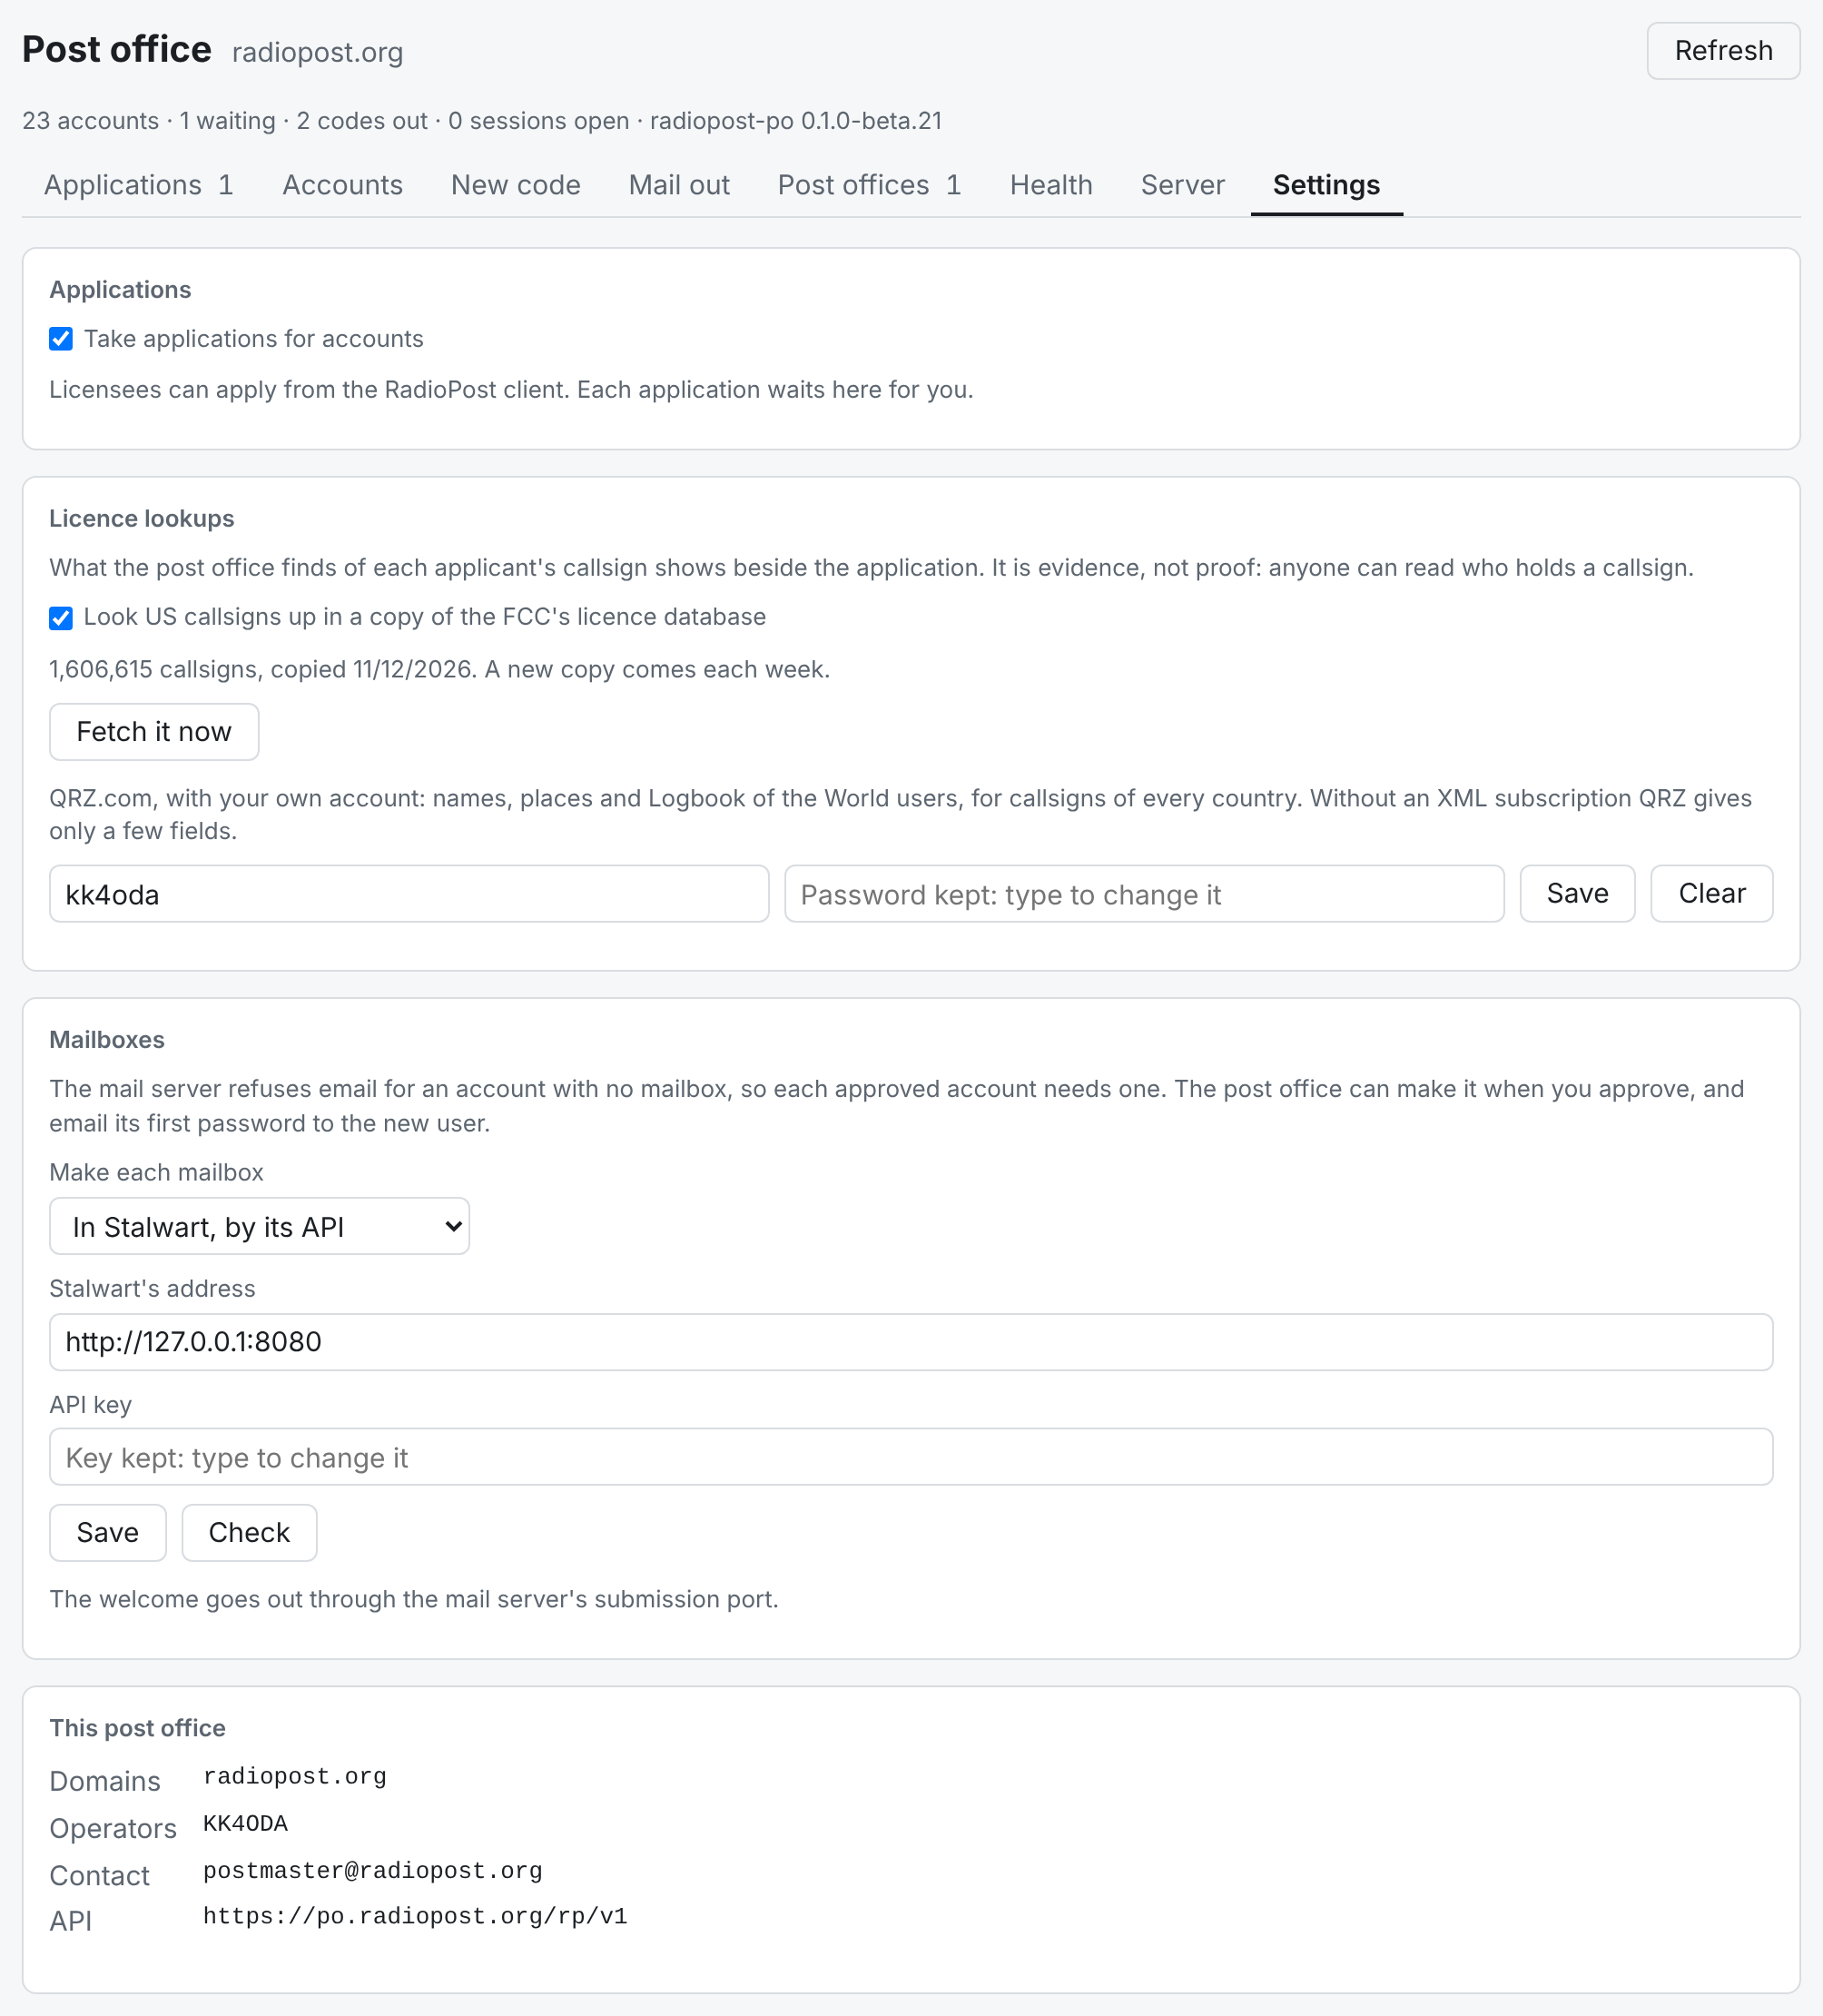 Post office radiopost.org
Refresh
23 accounts · 1 waiting · 2 codes out · 0 sessions open · radiopost-po 0.1.0-beta.21
Applications 1 Accounts New code Mail out Post offices 1 Health Server Settings
Applications
Take applications for accounts
Licensees can apply from the RadioPost client. Each application waits here for you.
Licence lookups
What the post office finds of each applicant's callsign shows beside the application. It is evidence, not proof: anyone can read who holds a callsign.
Look US callsigns up in a copy of the FCC's licence database
1,606,615 callsigns, copied 11/12/2026. A new copy comes each week.
Fetch it now
QRZ.com, with your own account: names, places and Logbook of the World users, for callsigns of every country. Without an XML subscription QRZ gives
only a few fields.
kk4oda Password kept: type to change it Save Clear
Mailboxes
The mail server refuses email for an account with no mailbox, so each approved account needs one. The post office can make it when you approve, and
email its first password to the new user.
Make each mailbox
In Stalwart, by its API
Stalwart's address
http://127.0.0.1:8080
API key
Key kept: type to change it
Save Check
The welcome goes out through the mail server's submission port.
This post office
Domains radiopost.org
Operators KK4ODA
Contact postmaster@radiopost.org
API https://po.radiopost.org/rp/v1